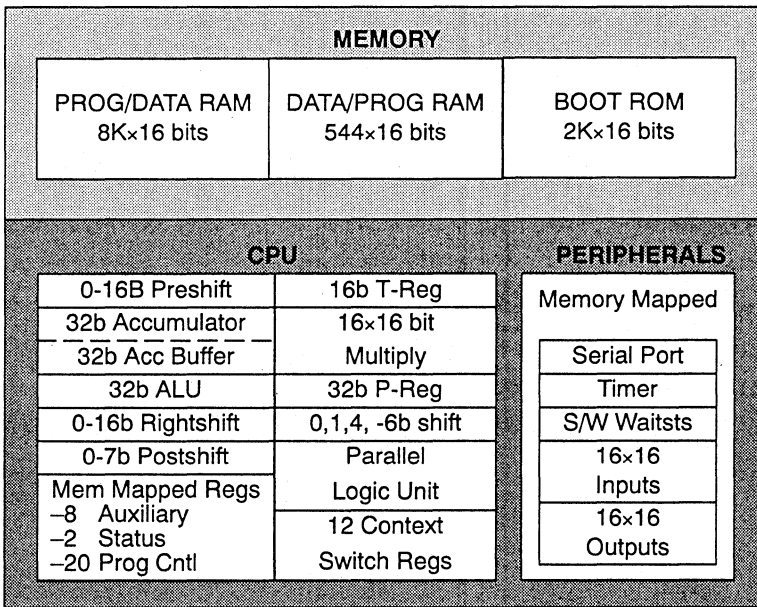 MEMORY
PROG/DATA RAM
8K×16 bits
DATA/PROG RAM
544×16 bits
BOOT ROM
2K×16 bits
CPU
0-16B Preshift
32b Accumulator
32b Acc Buffer
32b ALU
0-16b Rightshift
0-7b Postshift
Mem Mapped Regs
–8 Auxiliary
–2 Status
–20 Prog Cntl
16b T-Reg
16×16 bit
Multiply
32b P-Reg
0,1,4, -6b shift
Parallel
Logic Unit
12 Context
Switch Regs
PERIPHERALS
Memory Mapped
Serial Port
Timer
S/W Waitsts
16×16
Inputs
16×16
Outputs